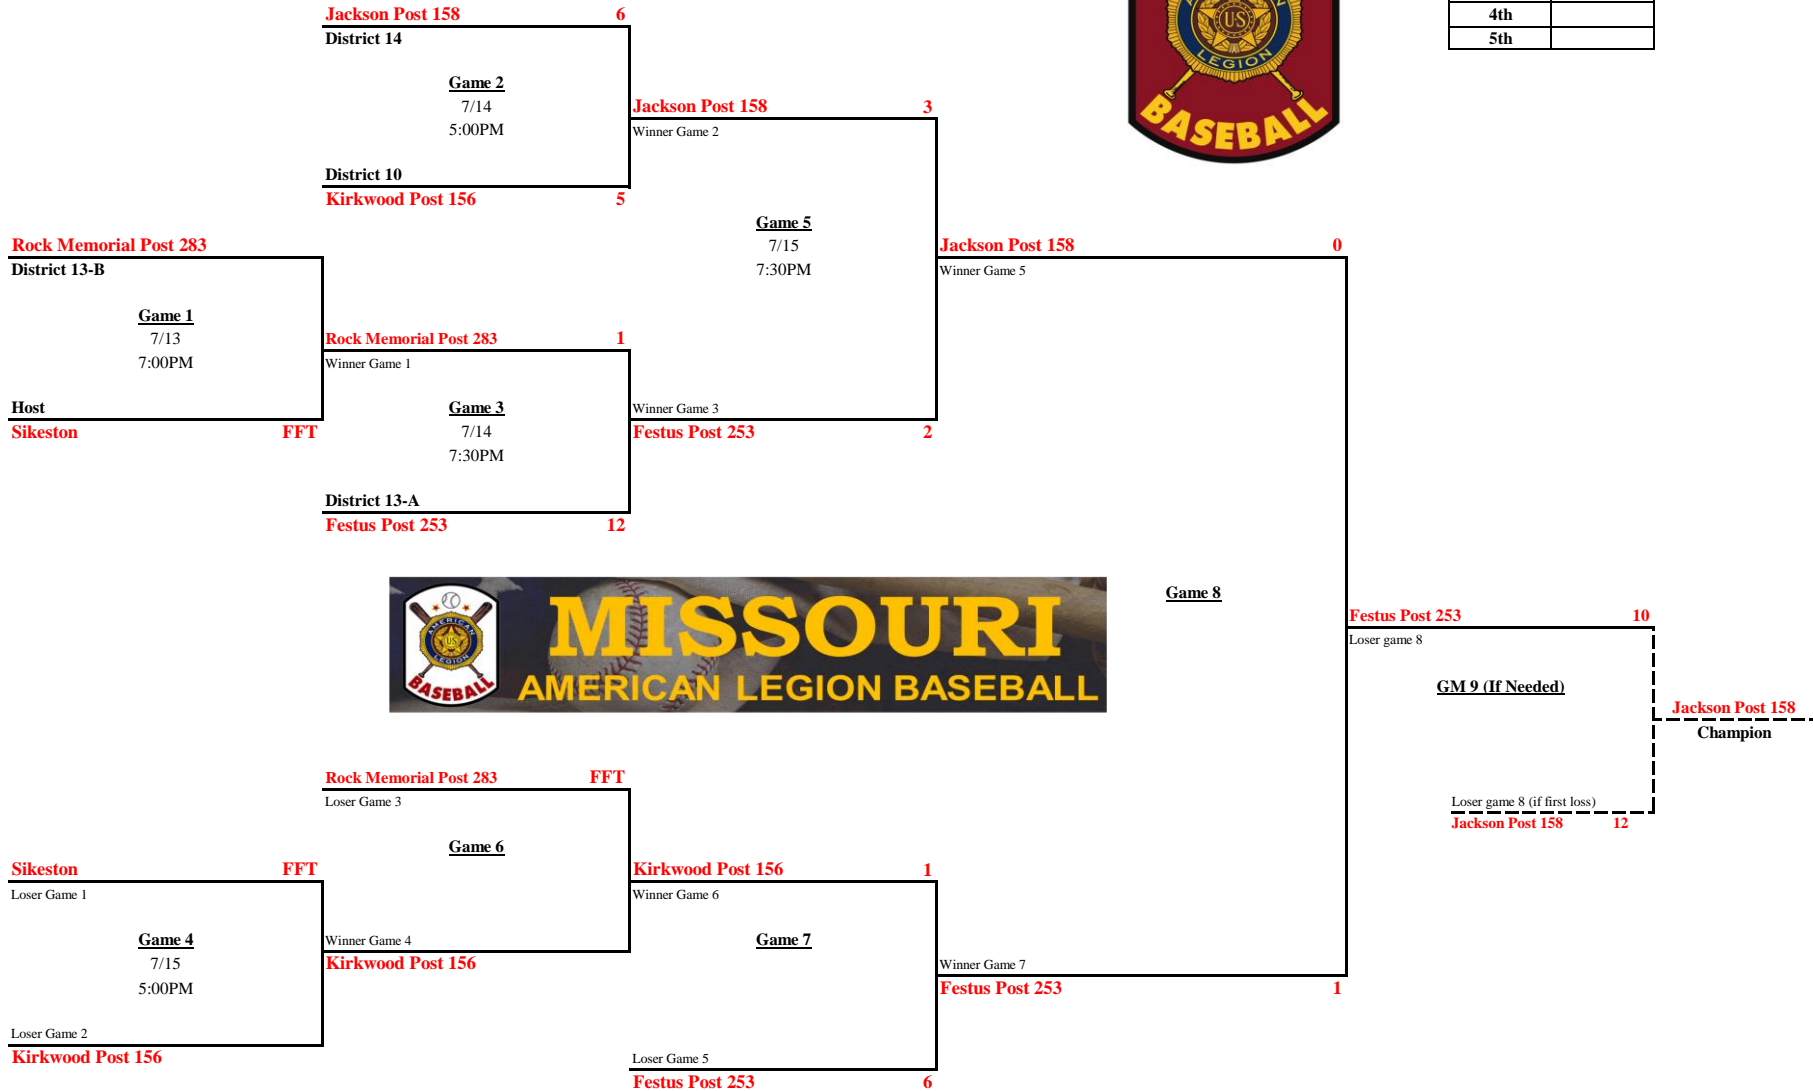 Jackson Post 158 6
District 14
Game 2
7/14
5:00PM
District 10
Kirkwood Post 156 5
Jackson Post 158 3
Winner Game 2
U·S
LEGION
BASEBALL
4th
5th
Rock Memorial Post 283
District 13-B
Game 1
7/13
7:00PM
Host
Sikeston FFT
Rock Memorial Post 283 1
Winner Game 1
Game 3
7/14
7:30PM
District 13-A
Festus Post 253 12
Game 5
7/15
7:30PM
Winner Game 3
Festus Post 253 2
Jackson Post 158 0
Winner Game 5
AMERICAN
US
LEGION
BASEBALL
MISSOURI
AMERICAN LEGION BASEBALL
Game 8
Festus Post 253 10
Loser game 8
GM 9 (If Needed)
Jackson Post 158
Champion
Loser game 8 (if first loss)
Jackson Post 158 12
Rock Memorial Post 283 FFT
Loser Game 3
Game 6
Sikeston FFT
Loser Game 1
Game 4
7/15
5:00PM
Loser Game 2
Kirkwood Post 156
Winner Game 4
Kirkwood Post 156
Kirkwood Post 156 1
Winner Game 6
Game 7
Loser Game 5
Festus Post 253 6
Winner Game 7
Festus Post 253 1